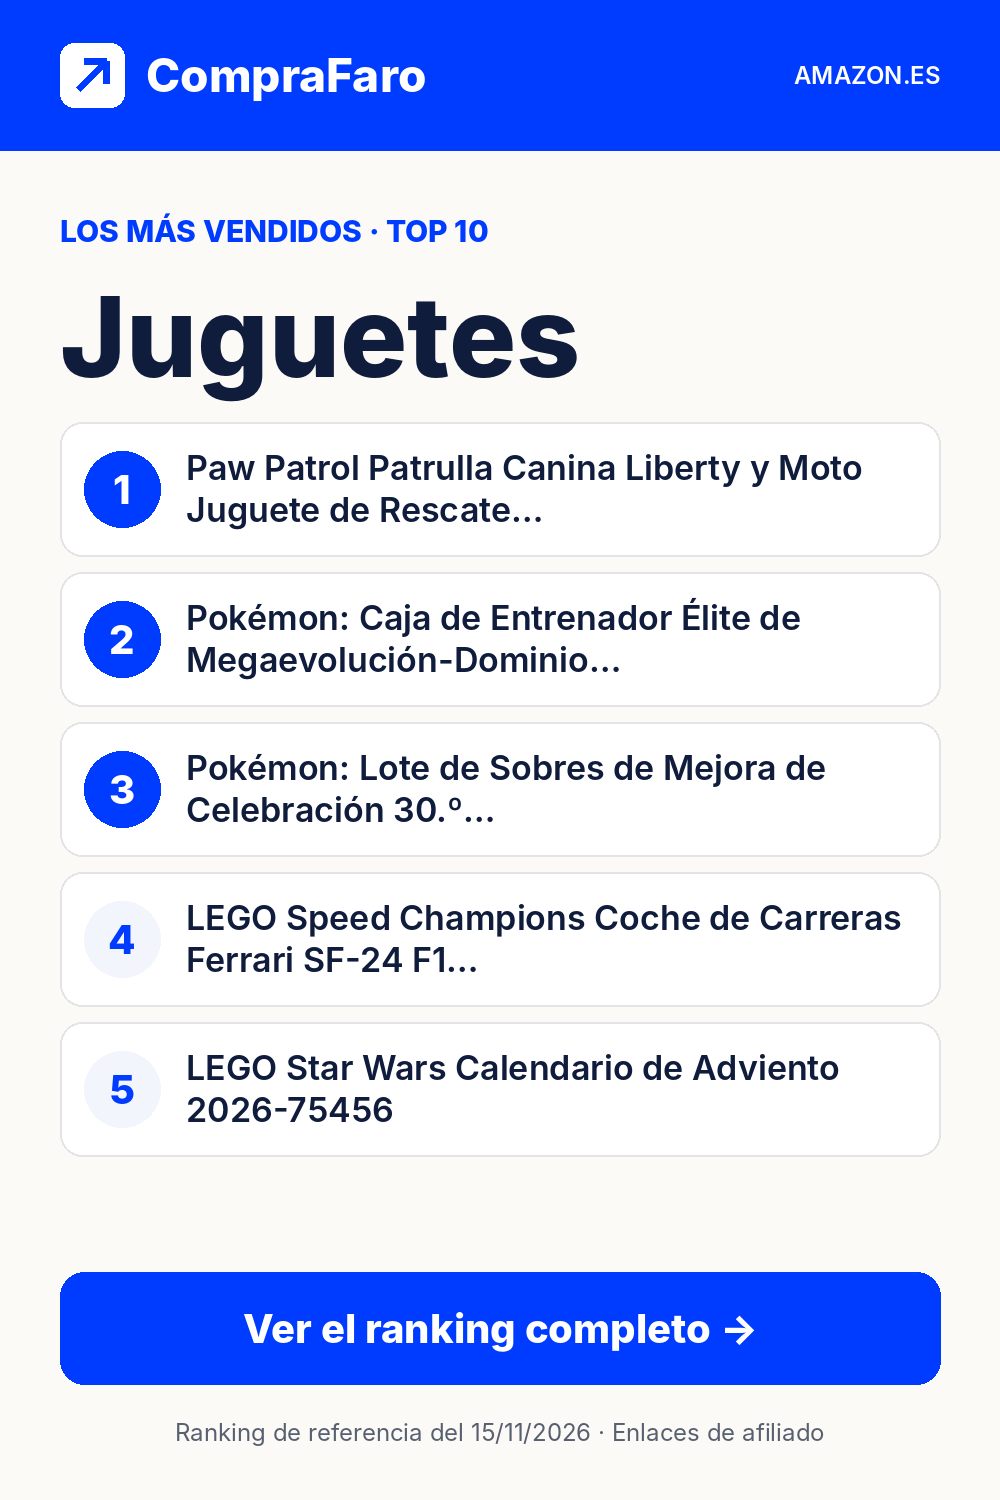 CompraFaro
AMAZON.ES
LOS MÁS VENDIDOS · TOP 10
Juguetes
1
Paw Patrol Patrulla Canina Liberty y Moto
Juguete de Rescate...
2
Pokémon: Caja de Entrenador Élite de
Megaevolución-Dominio...
3
Pokémon: Lote de Sobres de Mejora de
Celebración 30.º...
4
LEGO Speed Champions Coche de Carreras
Ferrari SF-24 F1...
5
LEGO Star Wars Calendario de Adviento
2026-75456
Ver el ranking completo →
Ranking de referencia del 15/11/2026 · Enlaces de afiliado